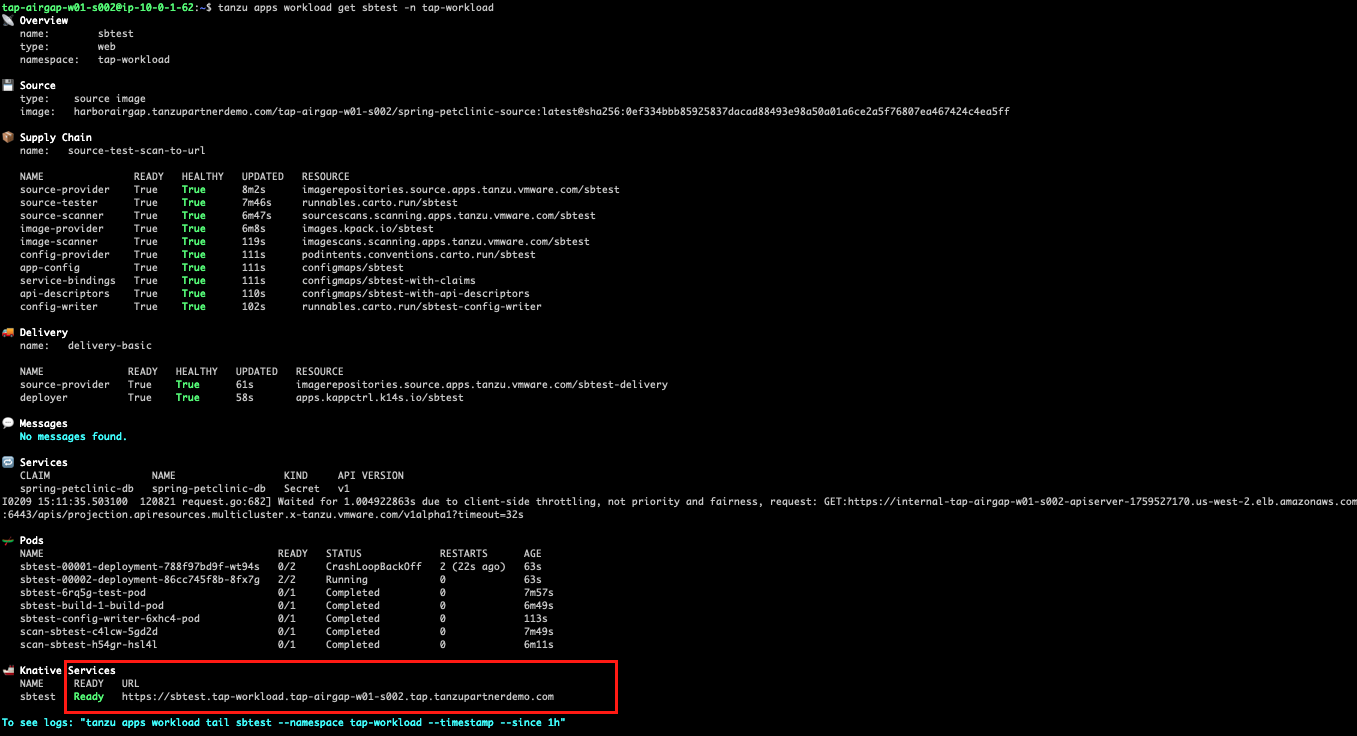 tap-airgap-w01-s002@ip-10-0-1-62:~$ tanzu apps workload get sbtest -n tap-workload
Overview
name: sbtest
type: web
namespace: tap-workload
Source
type: source image
image: harborairgap.tanzupartnerdemo.com/tap-airgap-w01-s002/spring-petclinic-source:latest@sha256:0ef334bbb85925837dacad88493e98a50a01a6ce2a5f76807ea467424c4ea5ff
Supply Chain
name: source-test-scan-to-url
NAME READY HEALTHY UPDATED RESOURCE
source-provider True True 8m2s imagerepositories.source.apps.tanzu.vmware.com/sbtest
source-tester True True 7m46s runnables.carto.run/sbtest
source-scanner True True 6m47s sourcescans.scanning.apps.tanzu.vmware.com/sbtest
image-provider True True 6m8s images.kpack.io/sbtest
image-scanner True True 119s imagescans.scanning.apps.tanzu.vmware.com/sbtest
config-provider True True 111s podintents.conventions.carto.run/sbtest
app-config True True 111s configmaps/sbtest
service-bindings True True 111s configmaps/sbtest-with-claims
api-descriptors True True 110s configmaps/sbtest-with-api-descriptors
config-writer True True 102s runnables.carto.run/sbtest-config-writer
Delivery
name: delivery-basic
NAME READY HEALTHY UPDATED RESOURCE
source-provider True True 61s imagerepositories.source.apps.tanzu.vmware.com/sbtest-delivery
deployer True True 58s apps.kappctrl.k14s.io/sbtest
Messages
No messages found.
Services
CLAIM NAME KIND API VERSION
spring-petclinic-db spring-petclinic-db Secret v1
I0209 15:11:35.503100 120821 request.go:682] Waited for 1.004922863s due to client-side throttling, not priority and fairness, request: GET:https://internal-tap-airgap-w01-s002-apiserver-1759527170.us-west-2.elb.amazonaws.com
:6443/apis/projection.apiresources.multicluster.x-tanzu.vmware.com/v1alpha1?timeout=32s
Pods
NAME READY STATUS RESTARTS AGE
sbtest-00001-deployment-788f97bd9f-wt94s 0/2 CrashLoopBackOff 2 (22s ago) 63s
sbtest-00002-deployment-86cc745f8b-8fx7g 2/2 Running 0 63s
sbtest-6rq5g-test-pod 0/1 Completed 0 7m57s
sbtest-build-1-build-pod 0/1 Completed 0 6m49s
sbtest-config-writer-6xhc4-pod 0/1 Completed 0 113s
scan-sbtest-c4lcw-5gd2d 0/1 Completed 0 7m49s
scan-sbtest-h54gr-hsl4l 0/1 Completed 0 6m11s
Knative Services
NAME READY URL
sbtest Ready https://sbtest.tap-workload.tap-airgap-w01-s002.tap.tanzupartnerdemo.com
To see logs: "tanzu apps workload tail sbtest --namespace tap-workload --timestamp --since 1h"